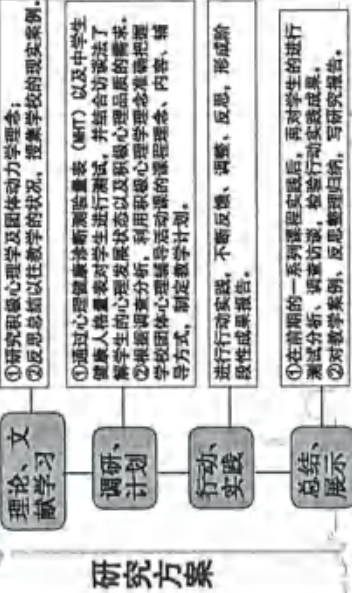 研究方案
理论、文
献学习
①研究积极心理学及团体动力学理念；
②反思总结以往教学的状况，搜集学校的现实案例。
调研、
计划
①通过心理健康诊断测验量表（MHT）以及中学生
健康人格量表对学生进行测试，并结合访谈法了
解学生的心理发展状态以及积极心理品质的需求。
②根据调查分析，利用积极心理学理念准确把握
学校团体心理辅导活动课的课程理念、内容、辅
导方式，制定教学计划。
行动、
实践
进行行动实践，不断反馈、调整、反思，形成阶
段性成果报告。
总结、
展示
①在前期的一系列课程实践后，再对学生的进行
测试分析、调查访谈，检验行动实践成果。
②对教学案例、反思整理归纳，写研究报告。